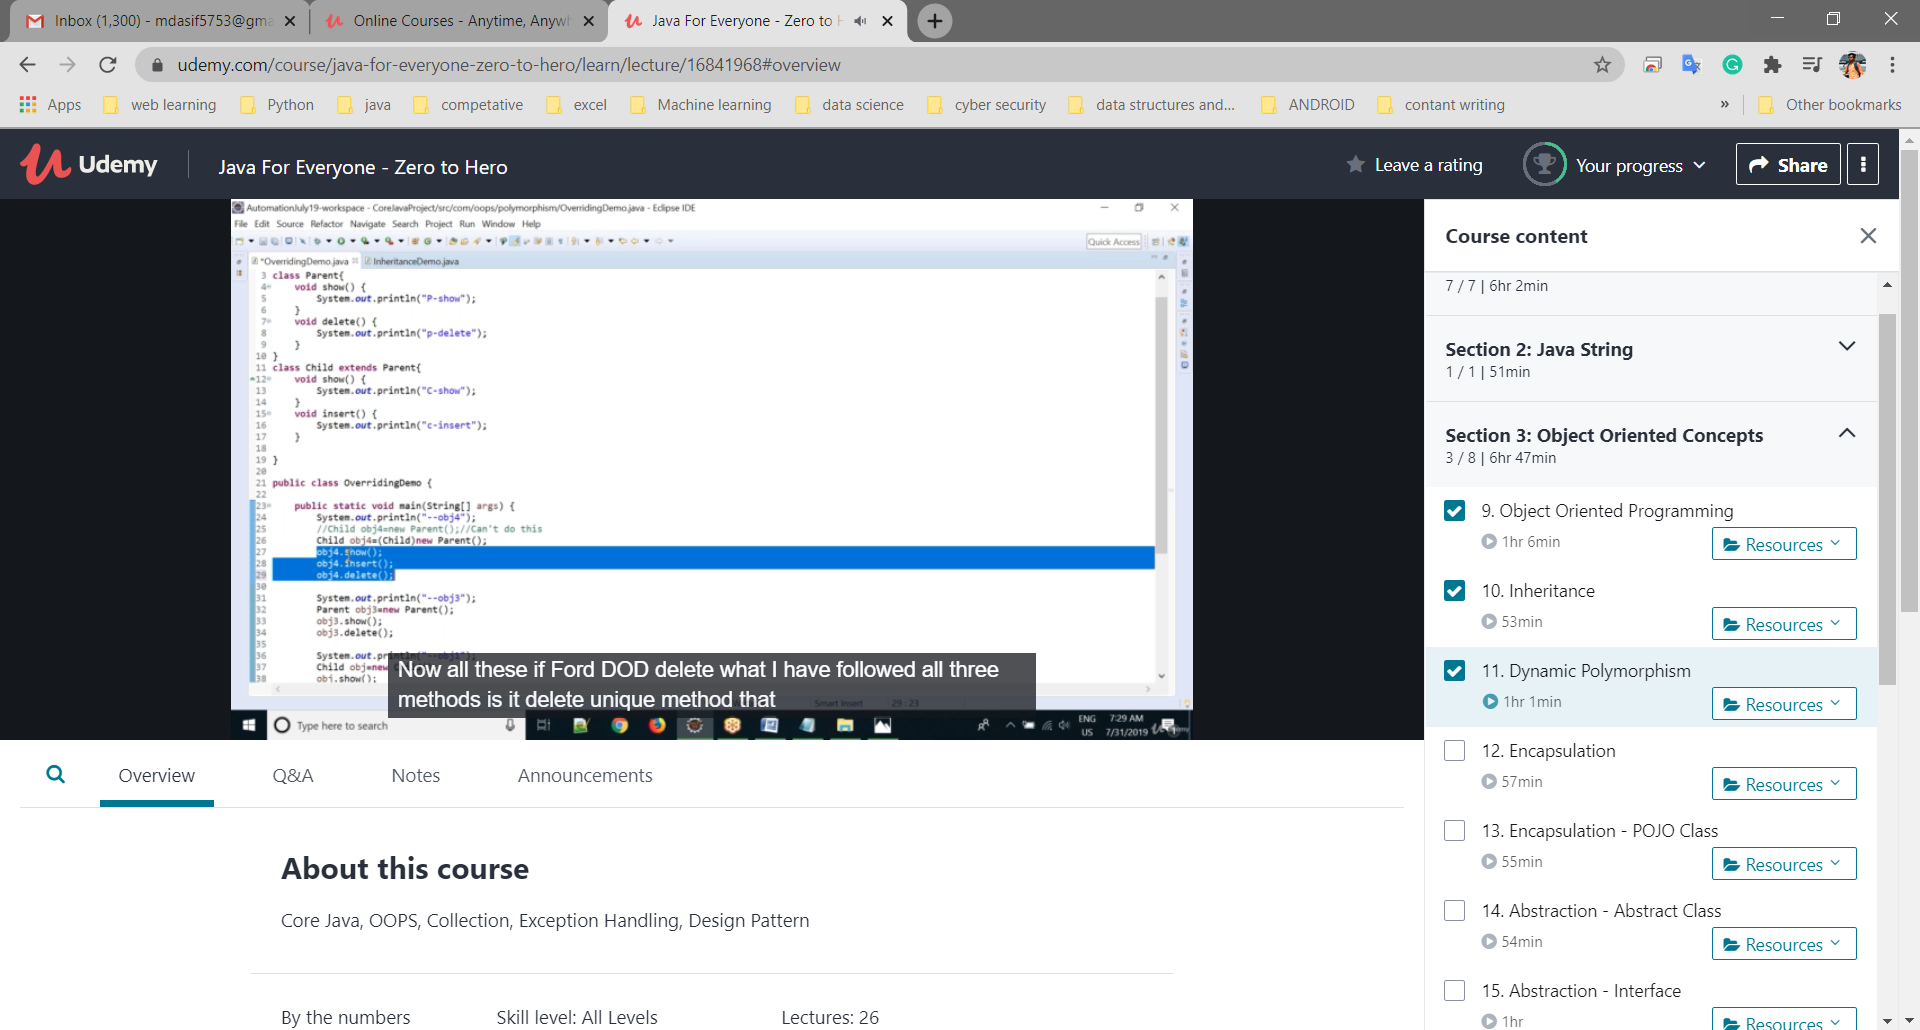 Inbox (1,300) - mdasif5753@gma
Online Courses - Anytime, Anyw
Java For Everyone - Zero to H
udemy.com/course/java-for-everyone-zero-to-hero/learn/lecture/16841968#overview
Apps web learning Python java competative excel Machine learning data science cyber security data structures and... ANDROID contant writing » Other bookmarks
Udemy Java For Everyone - Zero to Hero Leave a rating Your progress Share
AutomationJuly19-workspace - CoreJavaProject/src/com/oops/polymorphism/OverridingDemo.java - Eclipse IDE
File Edit Source Refactor Navigate Search Project Run Window Help
Quick Access
*OverridingDemo.java InheritanceDemo.java
3 class Parent{
4 void show() {
5 System.out.println("P-show");
6 }
7 void delete() {
8 System.out.println("p-delete");
9 }
10 }
11 class Child extends Parent{
12 void show() {
13 System.out.println("C-show");
14 }
15 void insert() {
16 System.out.println("c-insert");
17 }
18
19 }
20
21 public class OverridingDemo {
22
23 public static void main(String[] args) {
24 System.out.println("--obj4");
25 //Child obj4=new Parent();//Can't do this
26 Child obj4=(Child)new Parent();
27 obj4.show();
28 obj4.insert();
29 obj4.delete();
30
31 System.out.println("--obj3");
32 Parent obj3=new Parent();
33 obj3.show();
34 obj3.delete();
35
36 System.out.
37 Child obj=new
38 obj.show();
Now all these if Ford DOD delete what I have followed all three
methods is it delete unique method that
Smart Insert 29:23
Type here to search
ENG
US
7:29 AM
7/31/2019
Course content
7 / 7 | 6hr 2min
Section 2: Java String
1 / 1 | 51min
Section 3: Object Oriented Concepts
3 / 8 | 6hr 47min
9. Object Oriented Programming
1hr 6min
Resources
10. Inheritance
53min
Resources
11. Dynamic Polymorphism
1hr 1min
Resources
12. Encapsulation
57min
Resources
13. Encapsulation - POJO Class
55min
Resources
14. Abstraction - Abstract Class
54min
Resources
15. Abstraction - Interface
1hr
Resources
Overview Q&A Notes Announcements
About this course
Core Java, OOPS, Collection, Exception Handling, Design Pattern
By the numbers Skill level: All Levels Lectures: 26